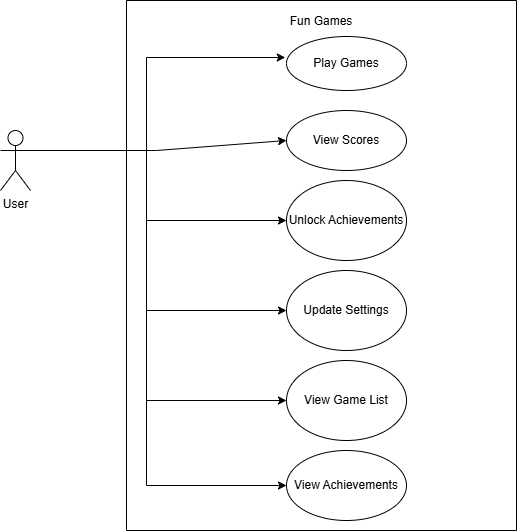 Fun Games
Play Games
View Scores
User
Unlock Achievements
Update Settings
View Game List
View Achievements